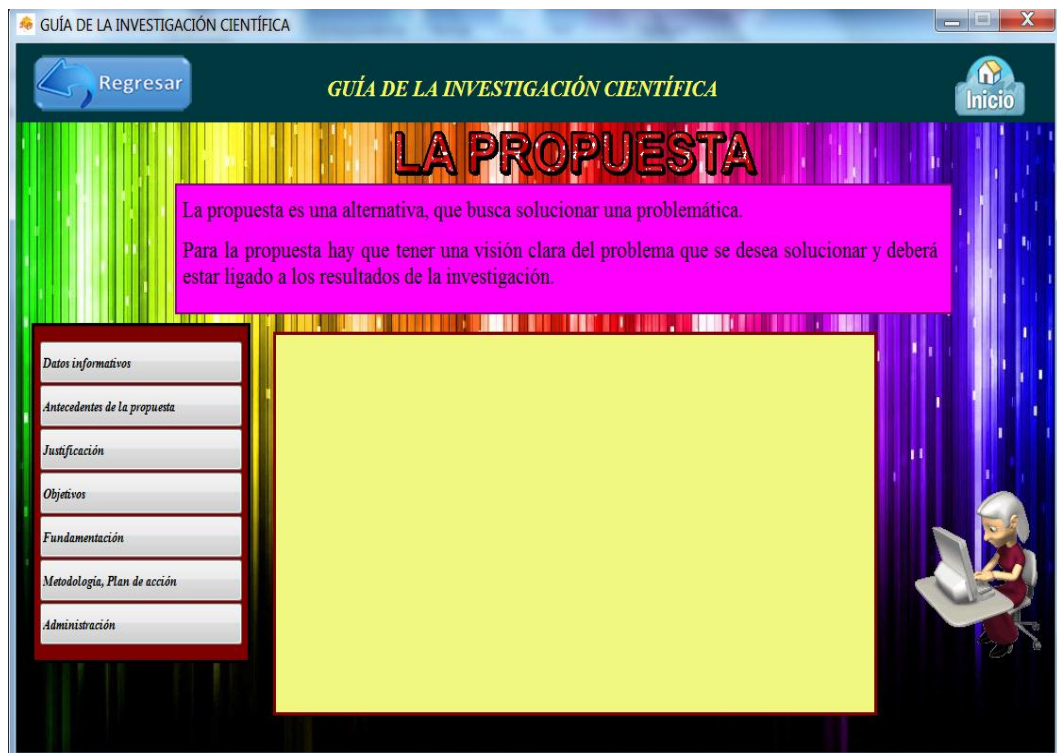 GUÍA DE LA INVESTIGACIÓN CIENTÍFICA
Regresar
GUÍA DE LA INVESTIGACIÓN CIENTÍFICA
Inicio
LA PROPUESTA
La propuesta es una alternativa, que busca solucionar una problemática.
Para la propuesta hay que tener una visión clara del problema que se desea solucionar y deberá
estar ligado a los resultados de la investigación.
Datos informativos
Antecedentes de la propuesta
Justificación
Objetivos
Fundamentación
Metodología, Plan de acción
Administración